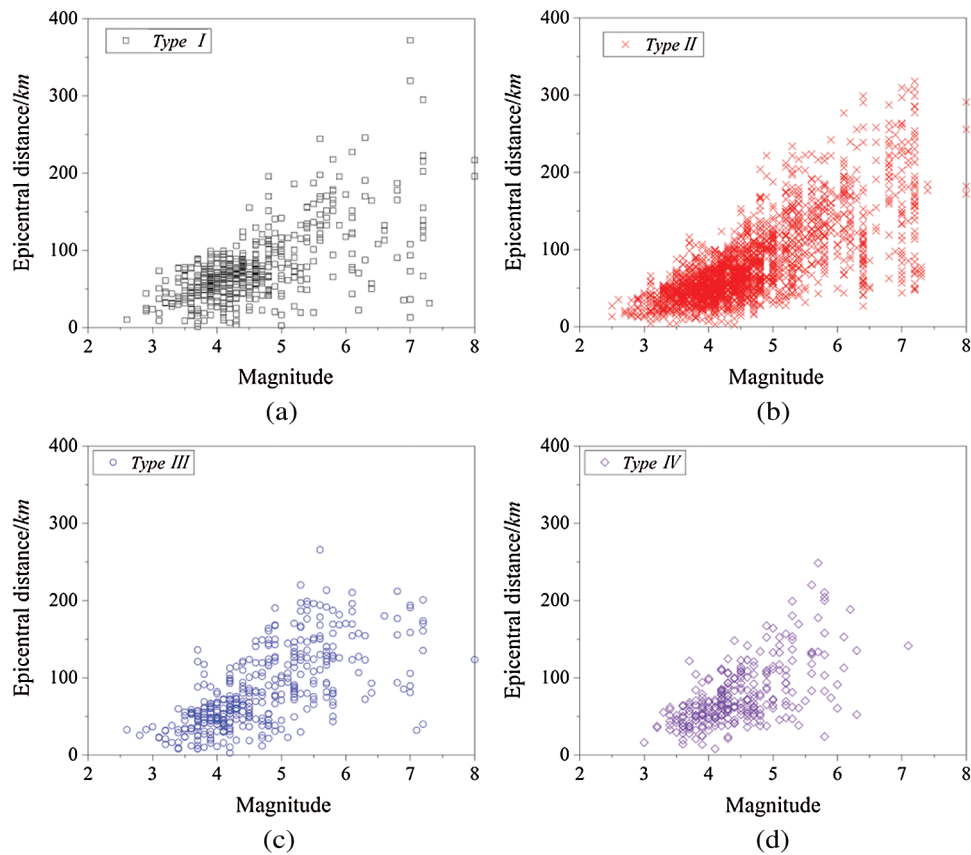 400
Type I
300
200
100
0
Epicentral distance/km
2 3 4 5 6 7 8
Magnitude
(a)
400
Type II
300
200
100
0
Epicentral distance/km
2 3 4 5 6 7 8
Magnitude
(b)
400
Type III
300
200
100
0
Epicentral distance/km
2 3 4 5 6 7 8
Magnitude
(c)
400
Type IV
300
200
100
0
Epicentral distance/km
2 3 4 5 6 7 8
Magnitude
(d)